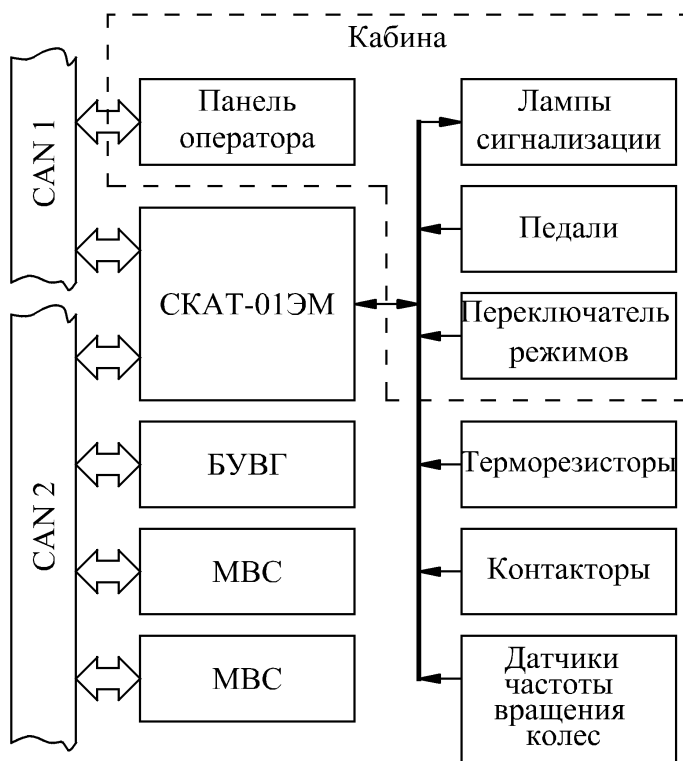 Кабина
CAN 1
Панель
оператора
Лампы
сигнализации
Педали
СКАТ-01ЭМ
Переключатель
режимов
CAN 2
БУВГ
Терморезисторы
МВС
Контакторы
МВС
Датчики
частоты
вращения
колес